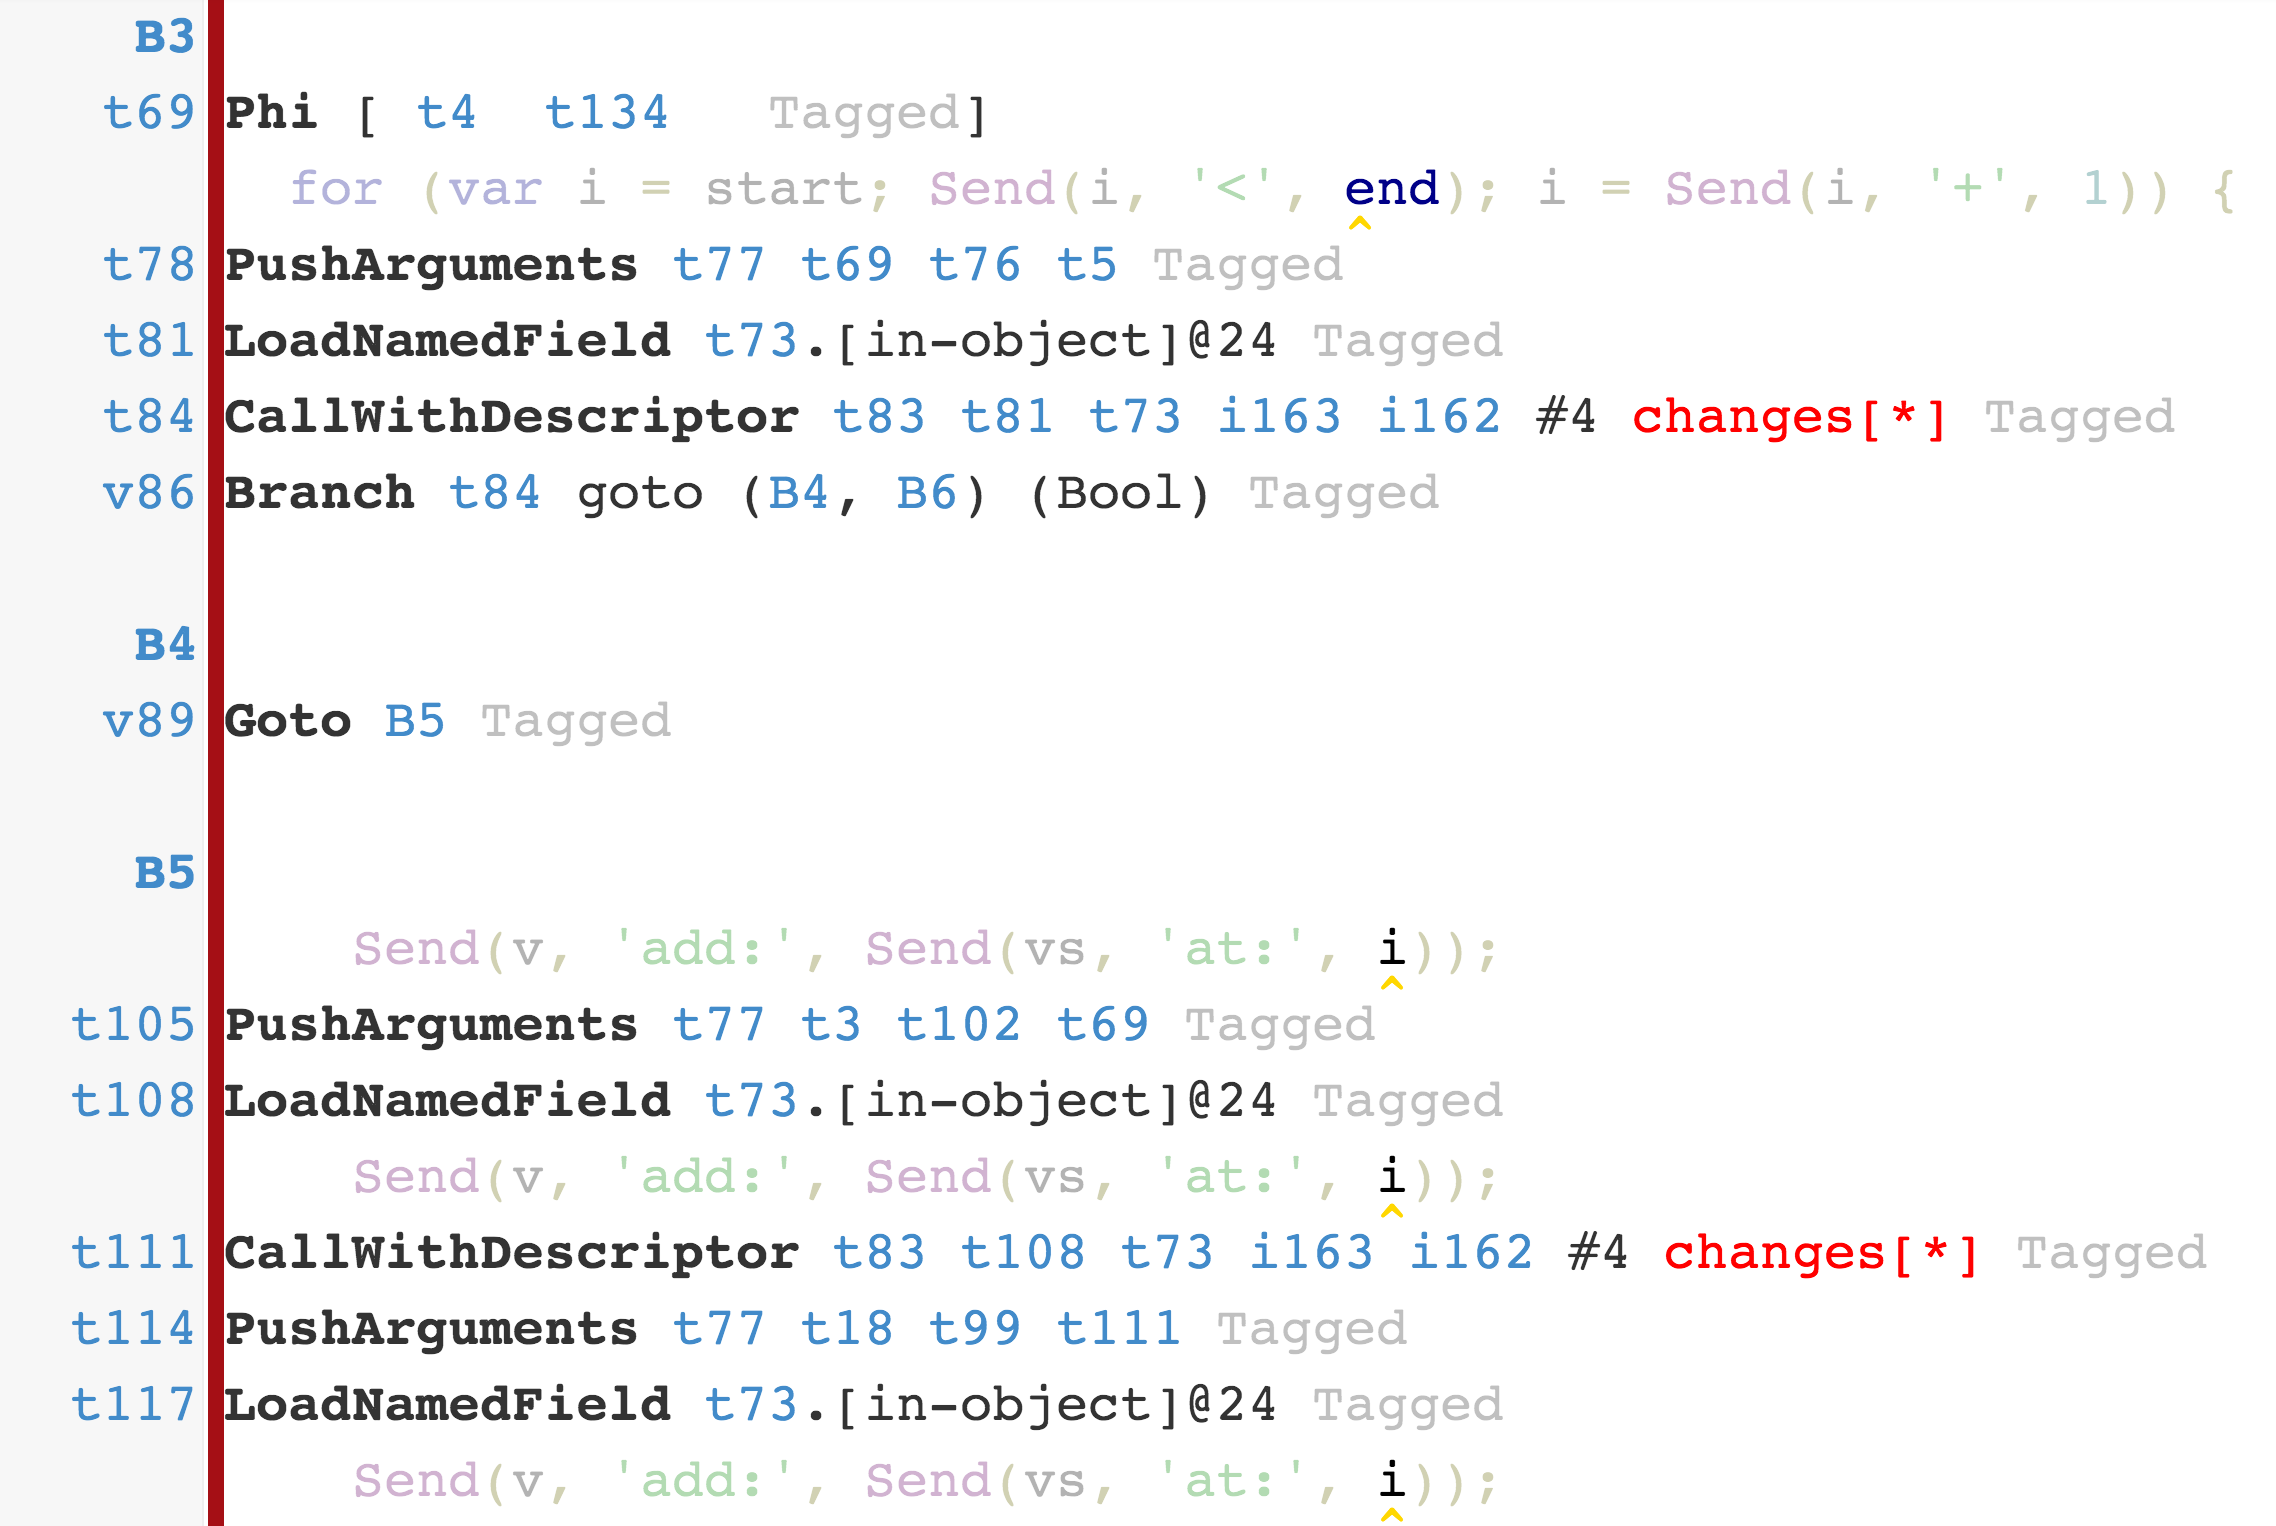 B3
t69 Phi [ t4 t134 Tagged]
for (var i = start; Send(i, '<', end); i = Send(i, '+', 1)) {
^
t78 PushArguments t77 t69 t76 t5 Tagged
t81 LoadNamedField t73.[in-object]@24 Tagged
t84 CallWithDescriptor t83 t81 t73 i163 i162 #4 changes[*] Tagged
v86 Branch t84 goto (B4, B6) (Bool) Tagged
B4
v89 Goto B5 Tagged
B5
Send(v, 'add:', Send(vs, 'at:', i));
^
t105 PushArguments t77 t3 t102 t69 Tagged
t108 LoadNamedField t73.[in-object]@24 Tagged
Send(v, 'add:', Send(vs, 'at:', i));
^
t111 CallWithDescriptor t83 t108 t73 i163 i162 #4 changes[*] Tagged
t114 PushArguments t77 t18 t99 t111 Tagged
t117 LoadNamedField t73.[in-object]@24 Tagged
Send(v, 'add:', Send(vs, 'at:', i));
^